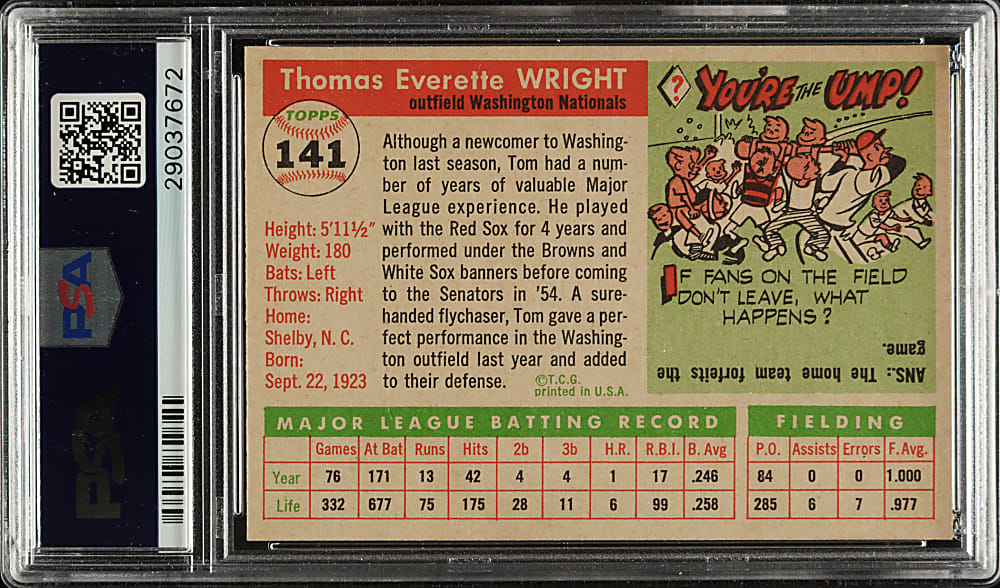 29037672
PSA
PSA
Thomas Everette WRIGHT
outfield Washington Nationals
TOPPS
141
Height: 5'11½"
Weight: 180
Bats: Left
Throws: Right
Home:
Shelby, N. C.
Born:
Sept. 22, 1923
Although a newcomer to Washing-
ton last season, Tom had a num-
ber of years of valuable Major
League experience. He played
with the Red Sox for 4 years and
performed under the Browns and
White Sox banners before coming
to the Senators in '54. A sure-
handed flychaser, Tom gave a per-
fect performance in the Washing-
ton outfield last year and added
to their defense.
©T.C.G.
printed in U.S.A.
? YOU'RE THE UMP!
IF FANS ON THE FIELD
DON'T LEAVE, WHAT
HAPPENS?
ANS.: The home team forfeits the
game.
MAJOR LEAGUE BATTING RECORD
Games At Bat Runs Hits 2b 3b H.R. R.B.I. B. Avg
Year 76 171 13 42 4 4 1 17 .246
Life 332 677 75 175 28 11 6 99 .258
FIELDING
P.O. Assists Errors F. Avg.
84 0 0 1.000
285 6 7 .977